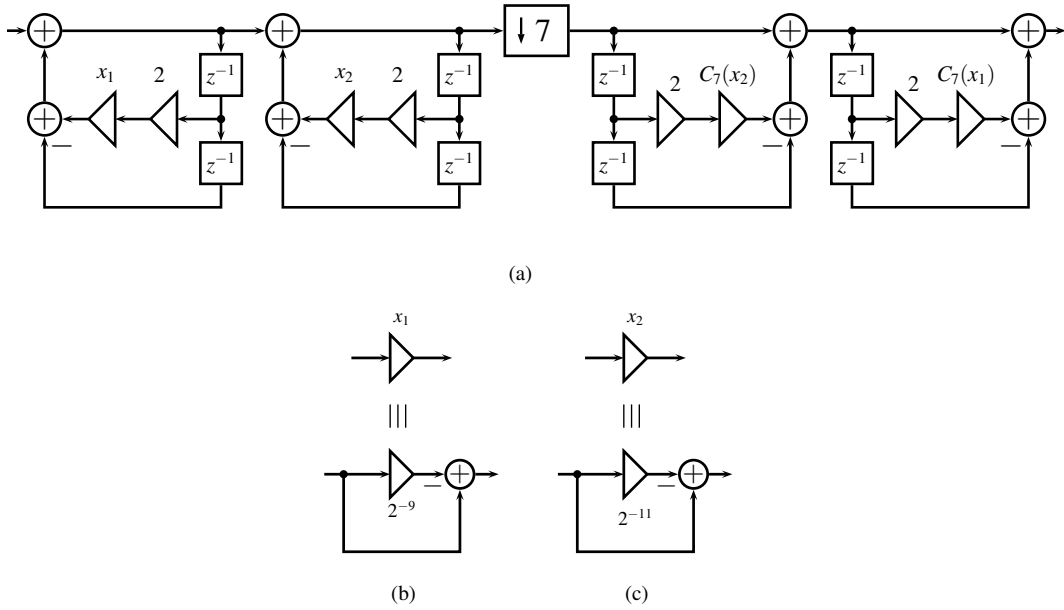 ↓ 7
x₁ 2 z⁻¹ x₂ 2 z⁻¹ z⁻¹ 2 C₇(x₂) z⁻¹ 2 C₇(x₁)
− z⁻¹ − z⁻¹ z⁻¹ − z⁻¹ −
(a)
x₁ x₂
2⁻⁹ − 2⁻¹¹ −
(b) (c)